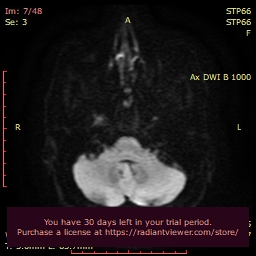 Im: 7/48
Se: 3
STP66
STP66
F
A
Ax DWI B 1000
R
L
You have 30 days left in your trial period.
Purchase a license at https://radiantviewer.com/store/